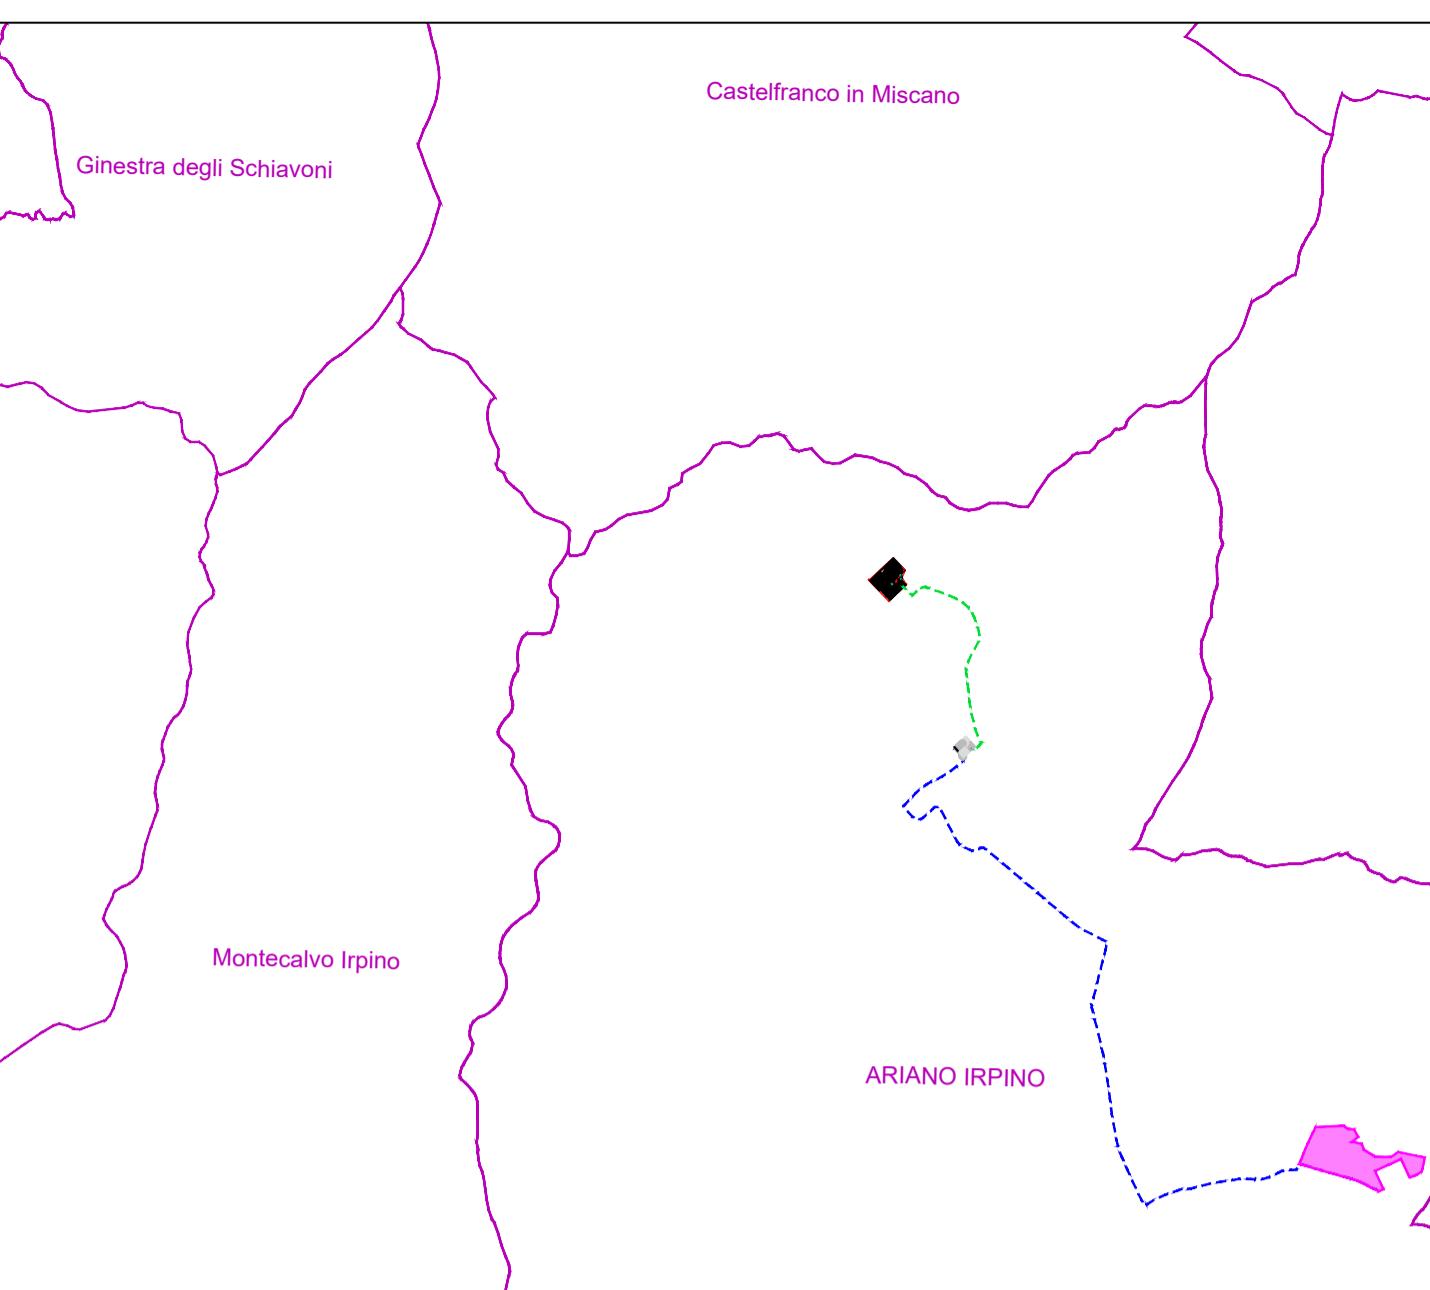 Castelfranco in Miscano
Ginestra degli Schiavoni
Montecalvo Irpino
ARIANO IRPINO